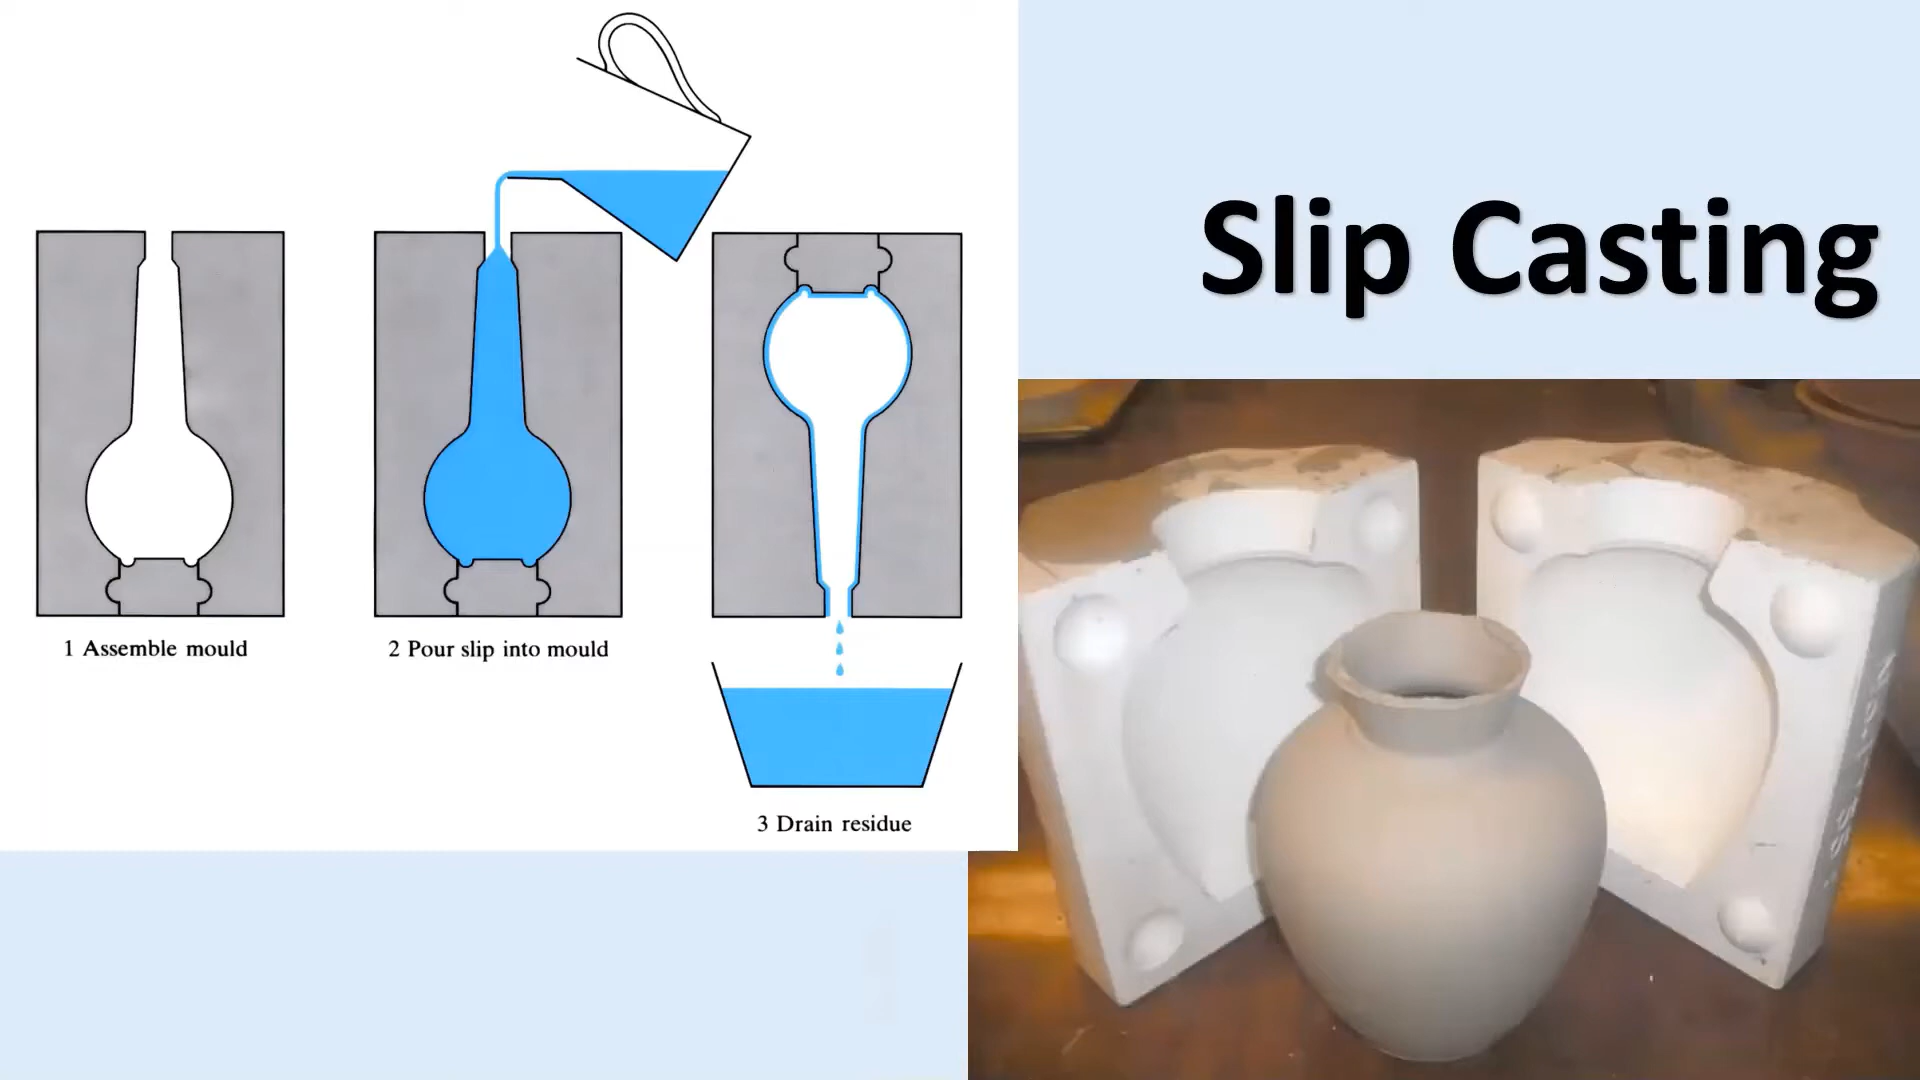 Slip Casting
1 Assemble mould
2 Pour slip into mould
3 Drain residue